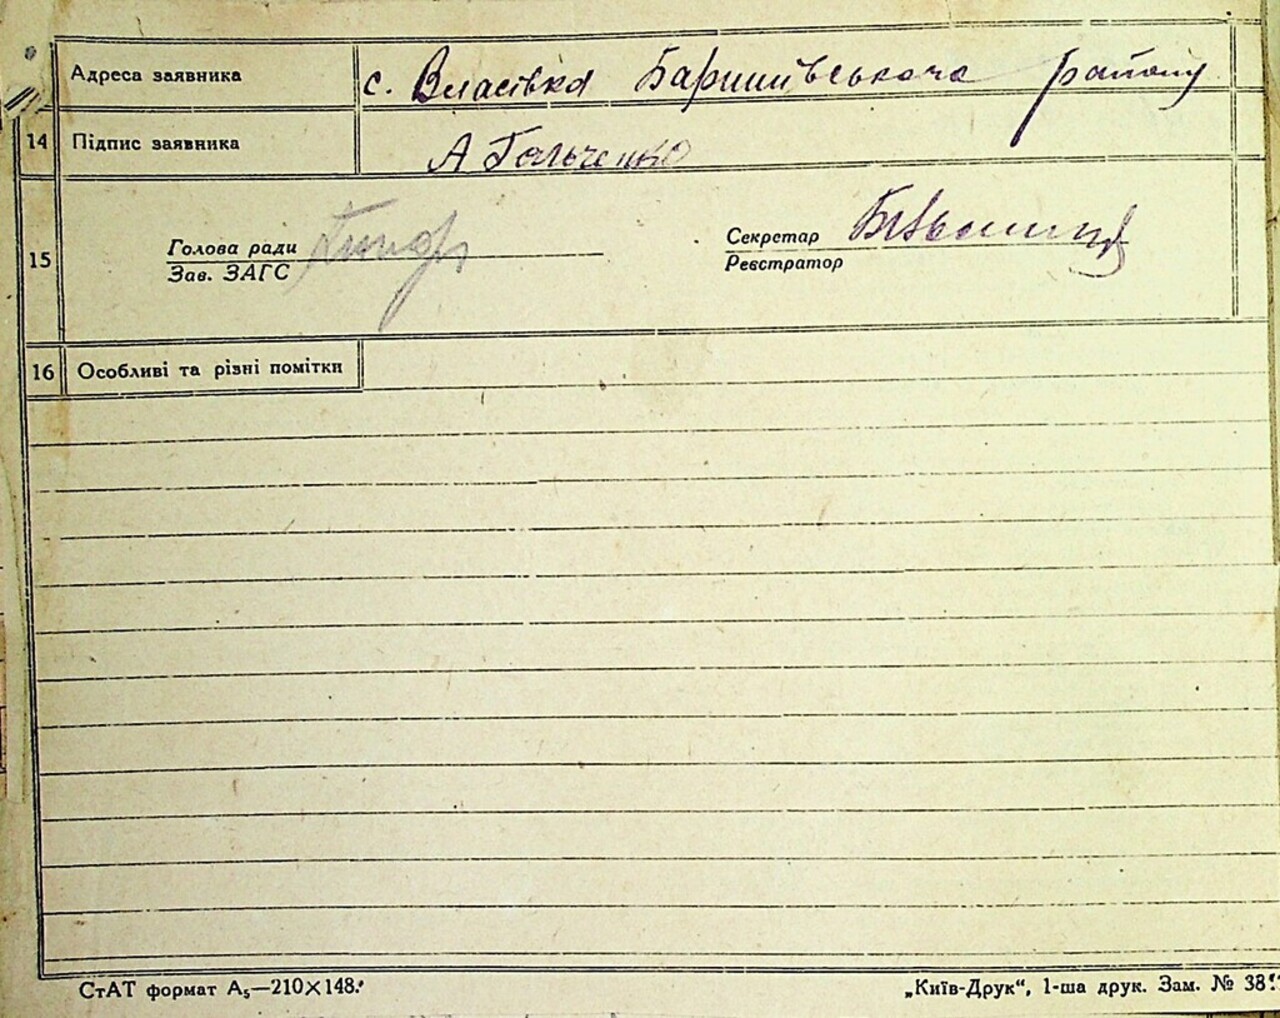 Адреса заявника с. Власівка Баришівського району
14 Підпис заявника А Гальченко
15
Голова ради
Зав. ЗАГС
Секретар
Реєстратор
16 Особливі та різні помітки
СтАТ формат А₅—210×148.
„Київ-Друк“, 1-ша друк. Зам. № 38